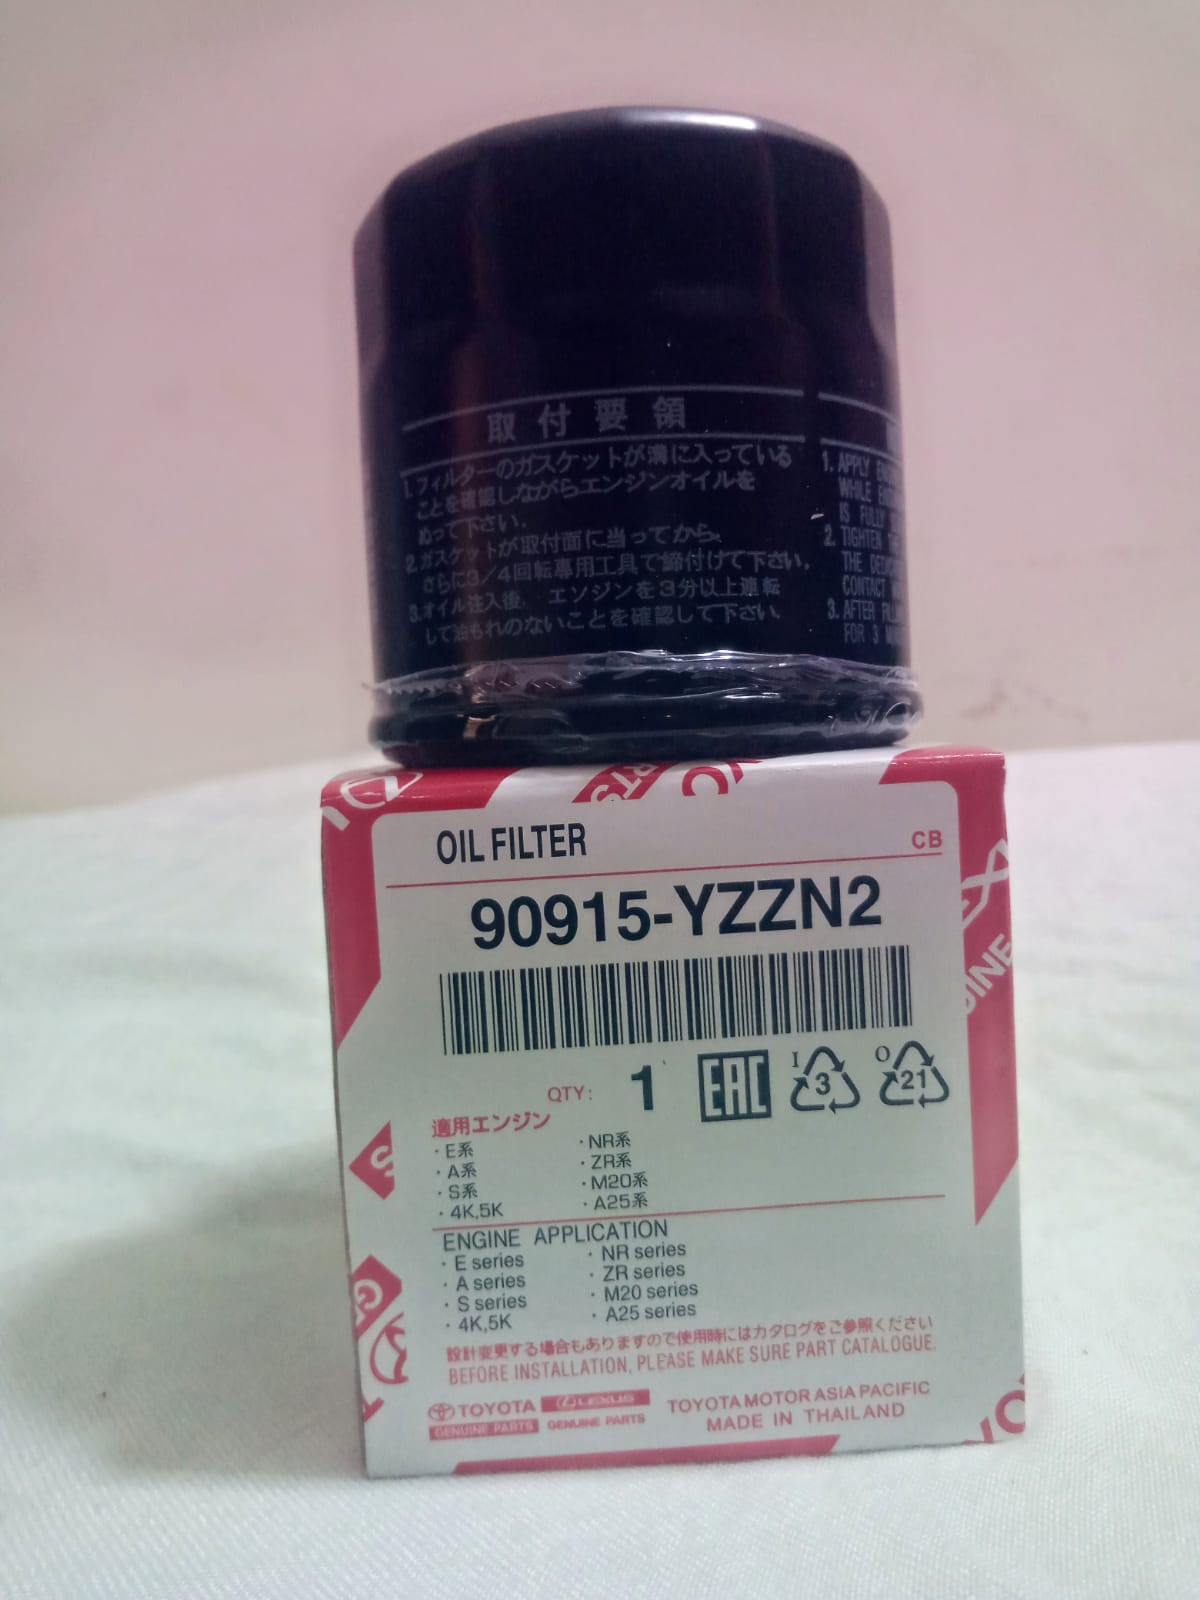 取付要領
1. フィルターのガスケットが溝に入っている
ことを確認しながらエンジンオイルを
ぬって下さい.
2. ガスケットが取付面に当ってから,
さらに3/4回転専用工具で締付けて下さい,
3. オイル注入後, エソジンを3分以上運転
して油もれのないことを確認して下さい.
1. APPLY
WHILE
IS FULLY
2. TIGHTEN
THE
CONTACT
3. AFTER
FOR 3
OIL FILTER
CB
90915-YZZN2
QTY: 1
EAC
I
3
O
21
適用エンジン
・E系
・NR系
・A系
・ZR系
・S系
・M20系
・4K,5K
・A25系
ENGINE APPLICATION
・E series
・NR series
・A series
・ZR series
・S series
・M20 series
・4K,5K
・A25 series
設計変更する場合もありますので使用時にはカタログをご参照ください
BEFORE INSTALLATION, PLEASE MAKE SURE PART CATALOGUE.
TOYOTA
GENUINE PARTS
LEXUS
GENUINE PARTS
TOYOTA MOTOR ASIA PACIFIC
MADE IN THAILAND